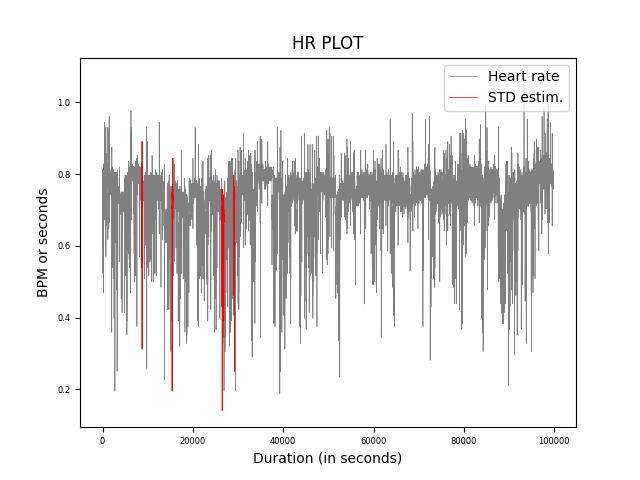 HR PLOT
Heart rate
STD estim.
BPM or seconds
1.0
0.8
0.6
0.4
0.2
0 20000 40000 60000 80000 100000
Duration (in seconds)